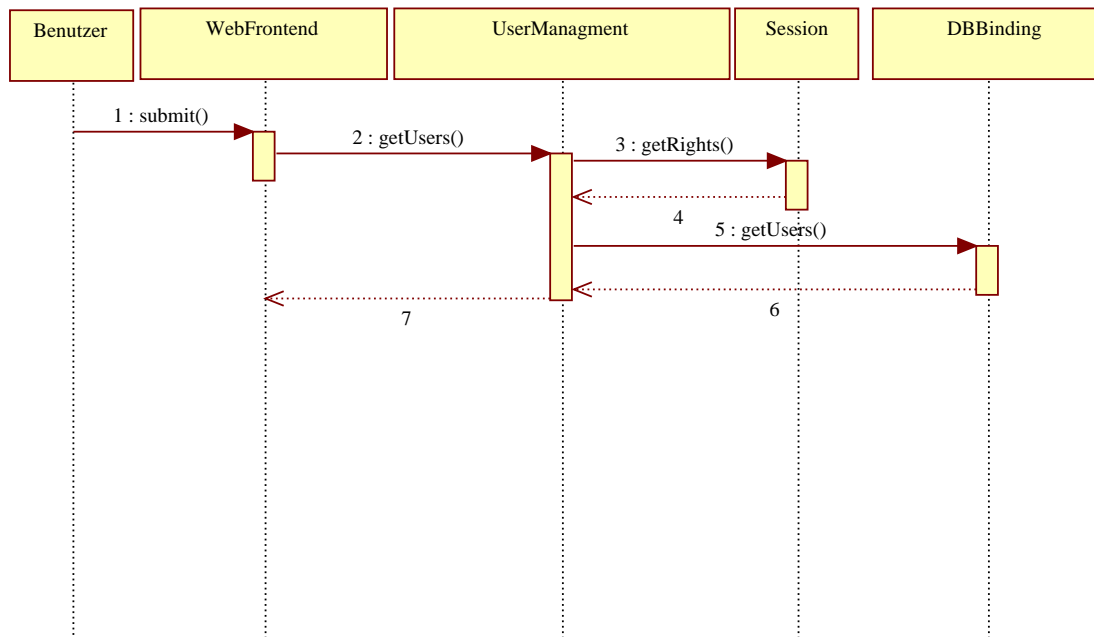 Benutzer
WebFrontend
UserManagment
Session
DBBinding
1 : submit()
2 : getUsers()
3 : getRights()
4
5 : getUsers()
6
7